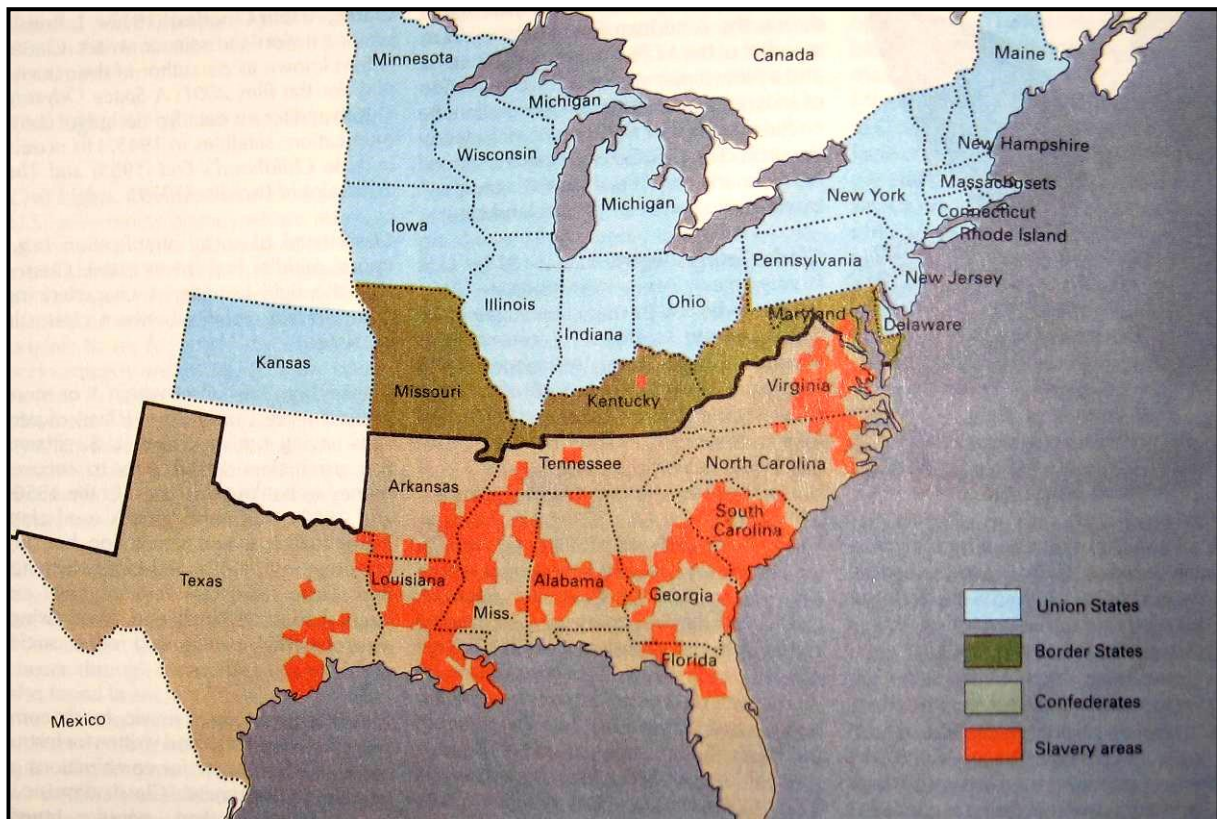 Minnesota
Canada
Maine
Michigan
Wisconsin
New Hampshire
New York
Massachosets
Michigan
Connecticut
Iowa
Rhode Island
Pennsylvania
New Jersey
Illinois
Ohio
Indiana
Maryland
Delaware
Kansas
Missouri
Kentucky
Virginia
Tennessee
North Carolina
Arkansas
South
Carolina
Texas
Louisiana
Alabama
Georgia
Miss.
Florida
Mexico
Union States
Border States
Confederates
Slavery areas